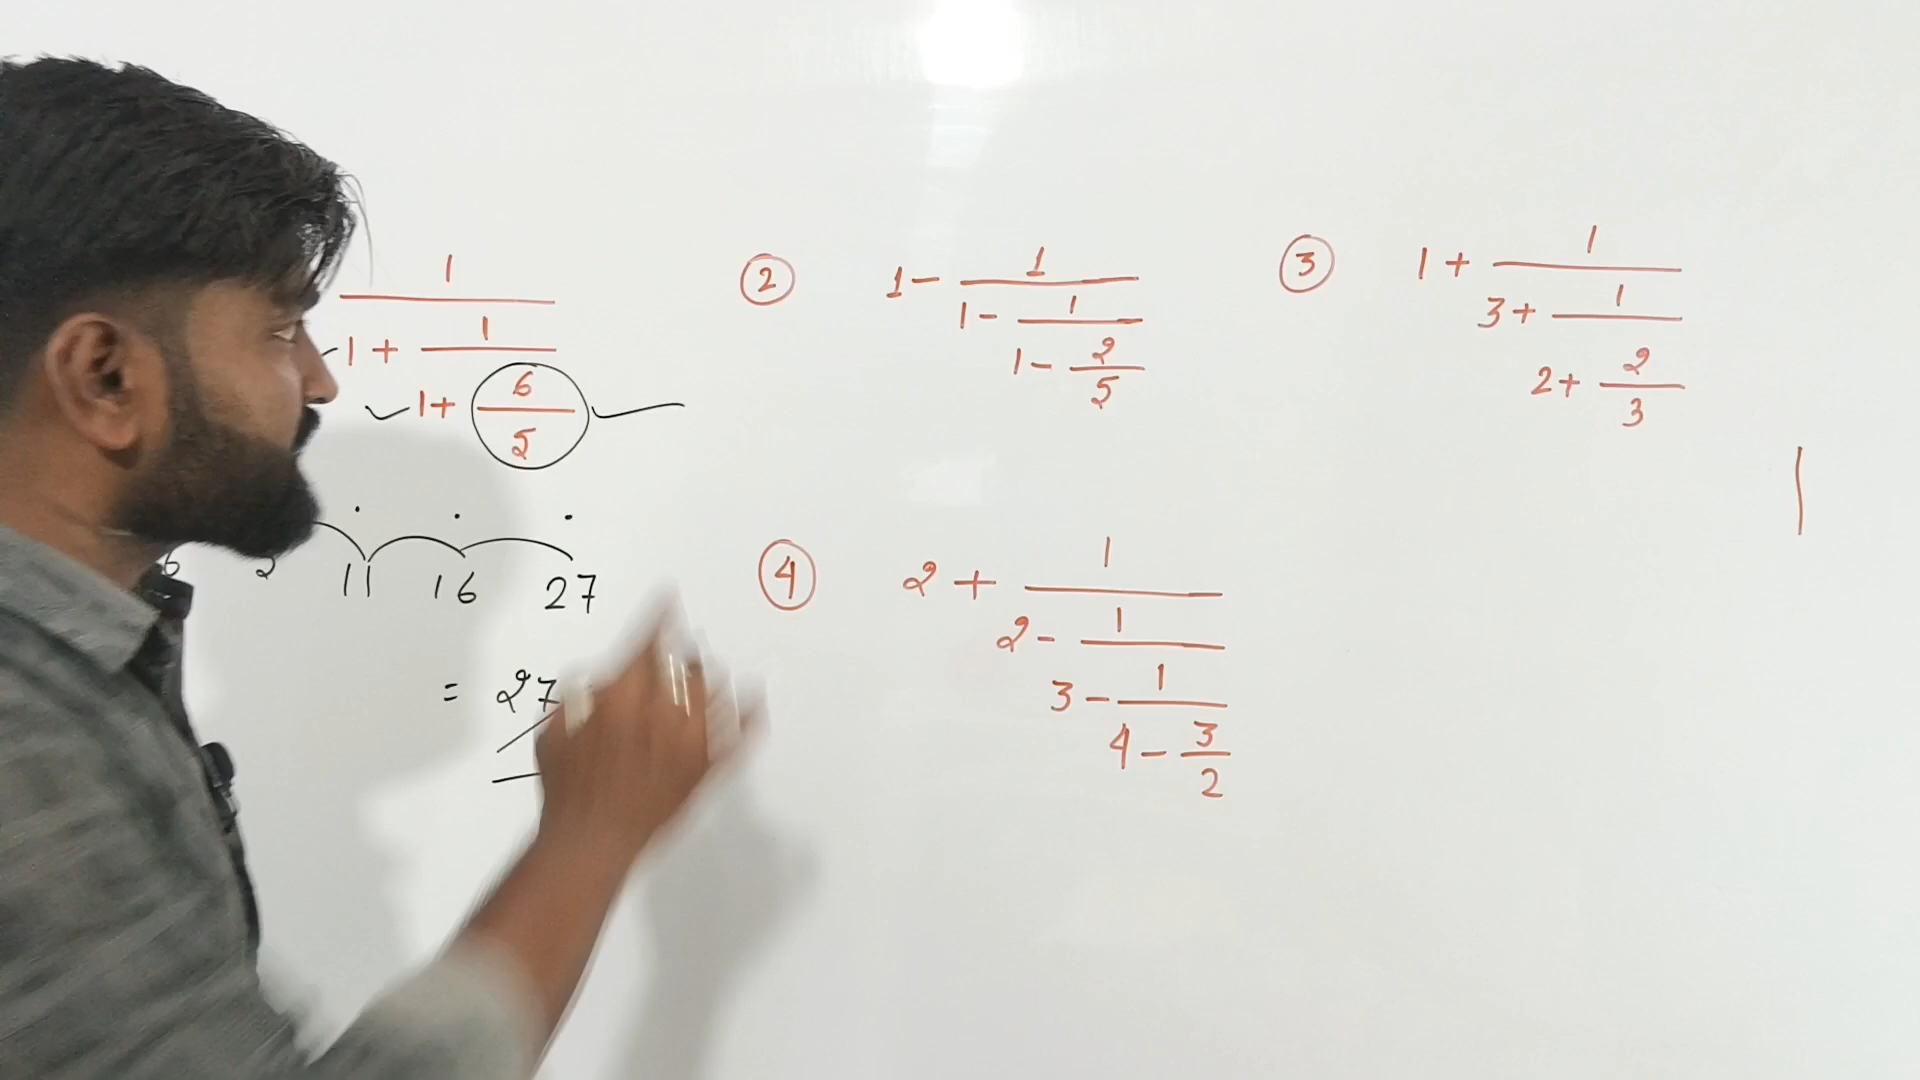 1
1 + 1
1 + 6
5
11 16 27
= 27
② 1 - 1
1 - 1
1 - 2
5
③ 1 + 1
3 + 1
2 + 2
3
④ 2 + 1
2 - 1
3 - 1
4 - 3
2